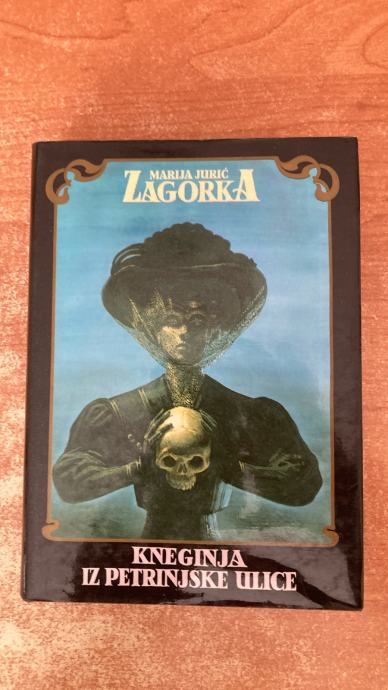 MARIJA JURIĆ
ZAGORKA
KNEGINJA
IZ PETRINJSKE ULICE